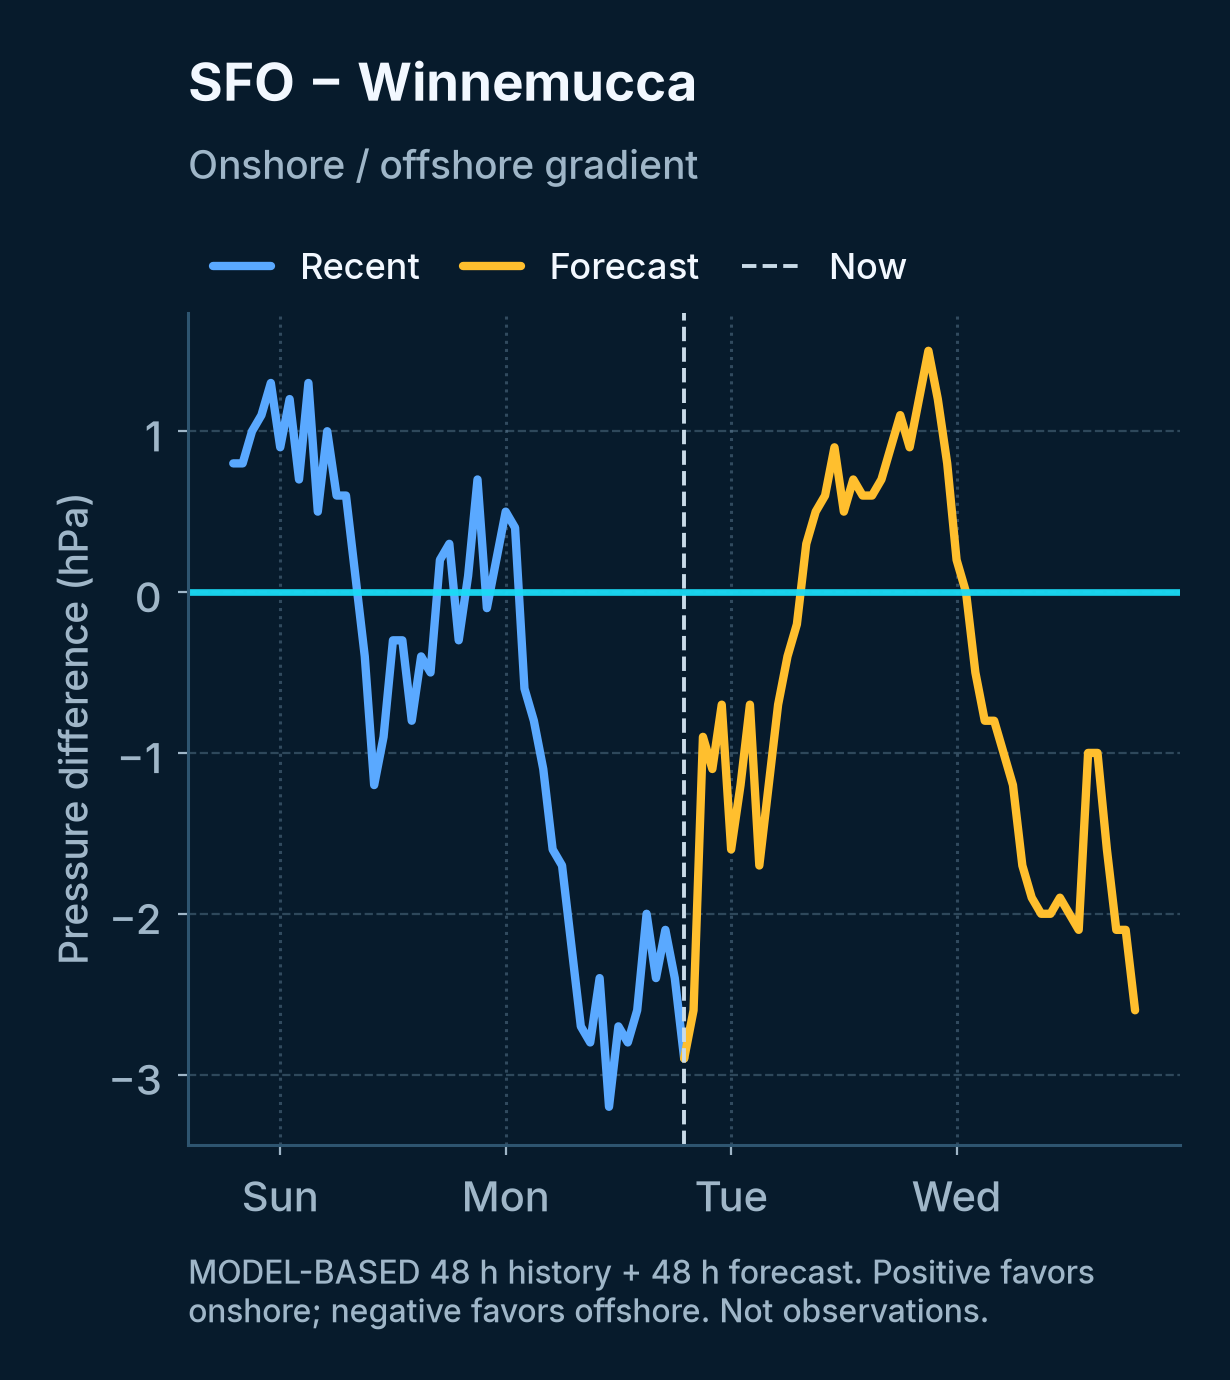 SFO – Winnemucca
Onshore / offshore gradient
Recent
Forecast
Now
Pressure difference (hPa)
1
0
−1
−2
−3
Sun
Mon
Tue
Wed
MODEL-BASED 48 h history + 48 h forecast. Positive favors
onshore; negative favors offshore. Not observations.